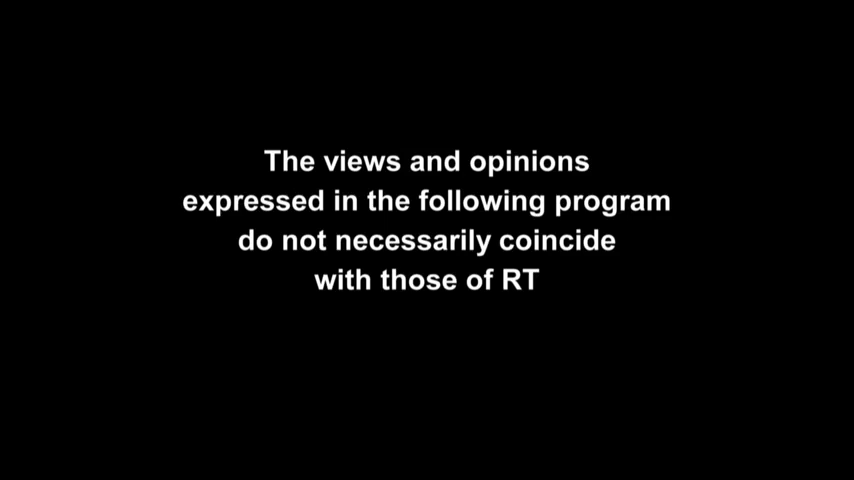 The views and opinions
expressed in the following program
do not necessarily coincide
with those of RT